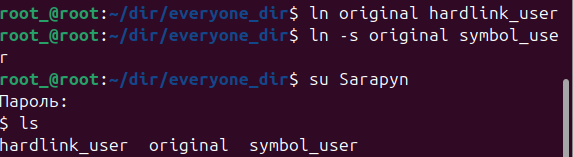 root_@root:~/dir/everyone_dir$ ln original hardlink_user
root_@root:~/dir/everyone_dir$ ln -s original symbol_use
r
root_@root:~/dir/everyone_dir$ su Sarapyn
Пароль:
$ ls
hardlink_user  original  symbol_user